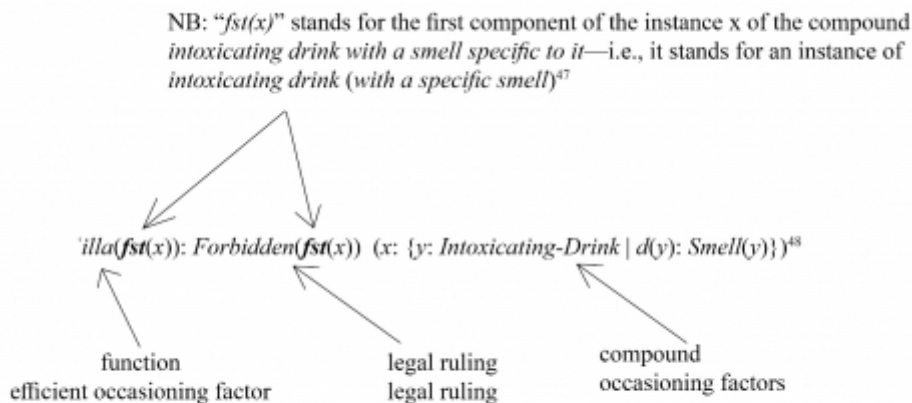 NB: “fst(x)” stands for the first component of the instance x of the compound
intoxicating drink with a smell specific to it—i.e., it stands for an instance of
intoxicating drink (with a specific smell)⁴⁷
ʿilla(fst(x)): Forbidden(fst(x)) (x: {y: Intoxicating-Drink | d(y): Smell(y)})⁴⁸
function
efficient occasioning factor
legal ruling
legal ruling
compound
occasioning factors